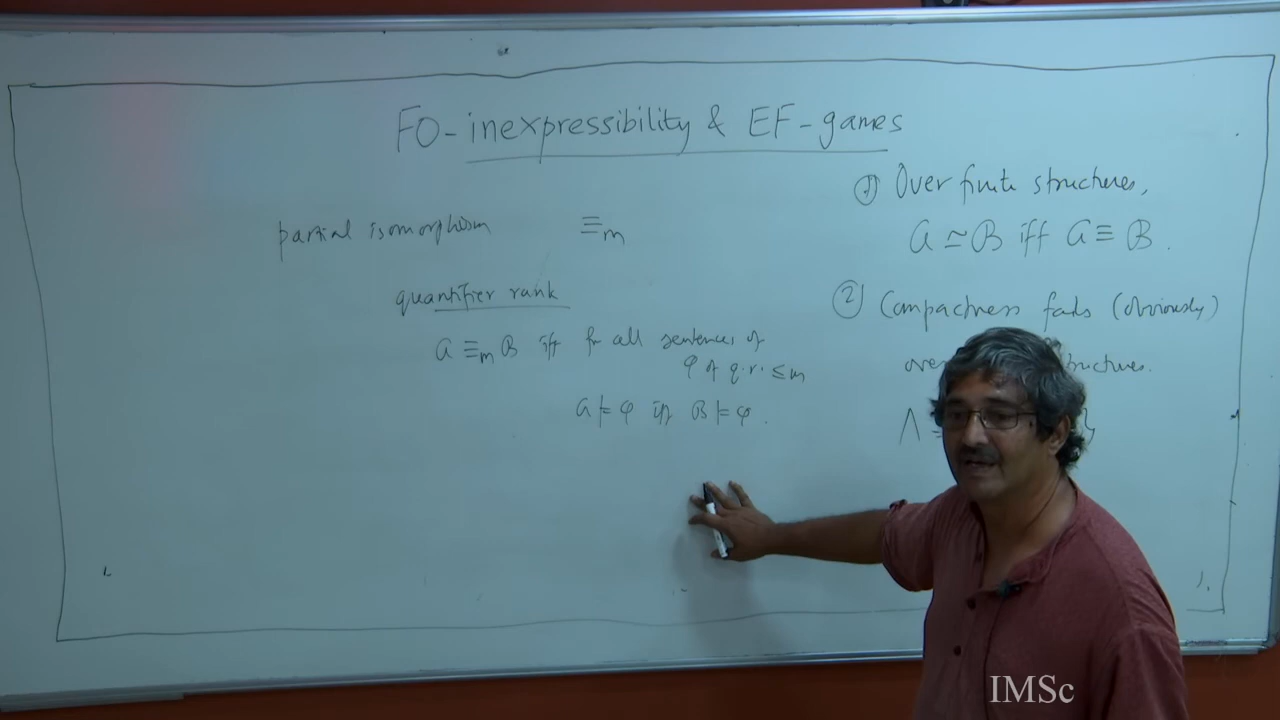 FO-inexpressibility & EF-games
partial isomorphism ≡m
quantifier rank
𝒜 ≡m ℬ iff for all sentences of
φ of q.r. ≤ m
𝒜 ⊨ φ iff ℬ ⊨ φ.
① Over finite structures,
𝒜 ≃ ℬ iff 𝒜 ≡ ℬ.
② Compactness fails (obviously)
over
Λ =
IMSc